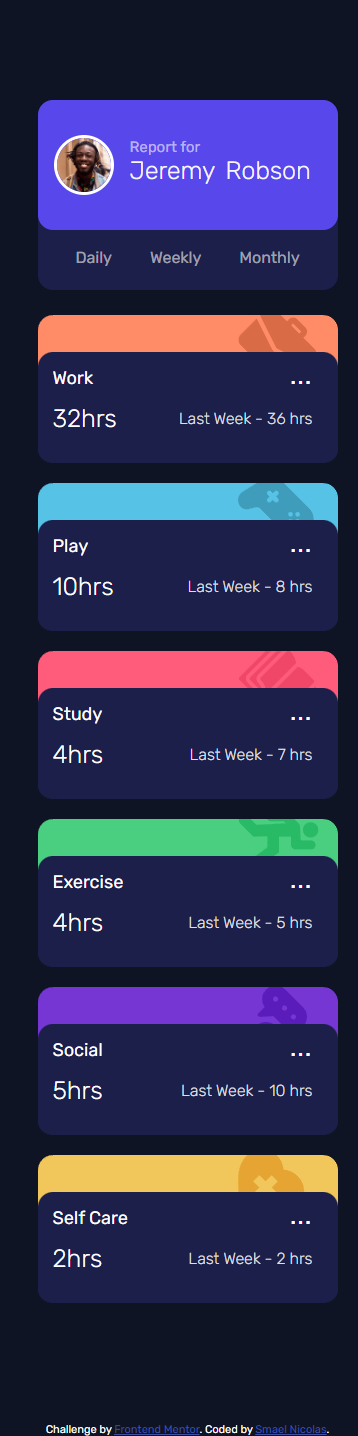 Report for
Jeremy Robson
Daily Weekly Monthly
Work ...
32hrs Last Week - 36 hrs
Play ...
10hrs Last Week - 8 hrs
Study ...
4hrs Last Week - 7 hrs
Exercise ...
4hrs Last Week - 5 hrs
Social ...
5hrs Last Week - 10 hrs
Self Care ...
2hrs Last Week - 2 hrs
Challenge by Frontend Mentor. Coded by Smael Nicolas.